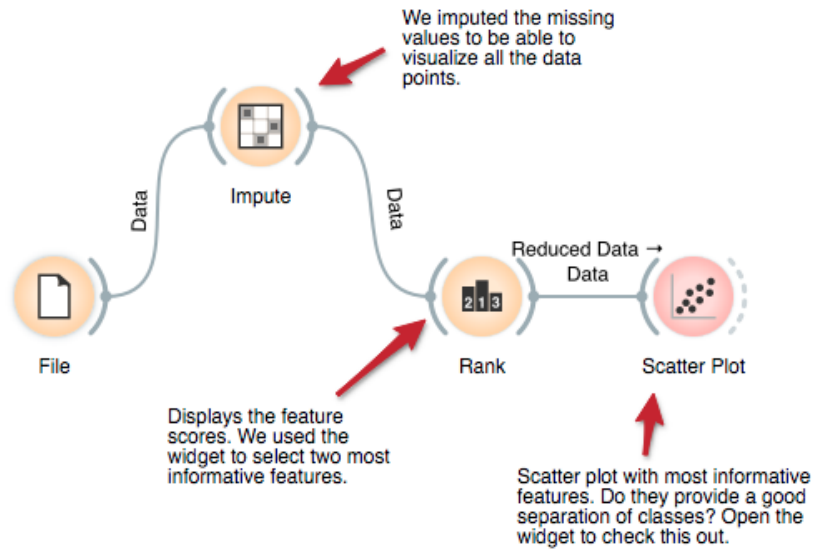 We imputed the missing
values to be able to
visualize all the data
points.
Impute
Data
Data
Reduced Data →
Data
2 1 3
File
Rank
Scatter Plot
Displays the feature
scores. We used the
widget to select two most
informative features.
Scatter plot with most informative
features. Do they provide a good
separation of classes? Open the
widget to check this out.